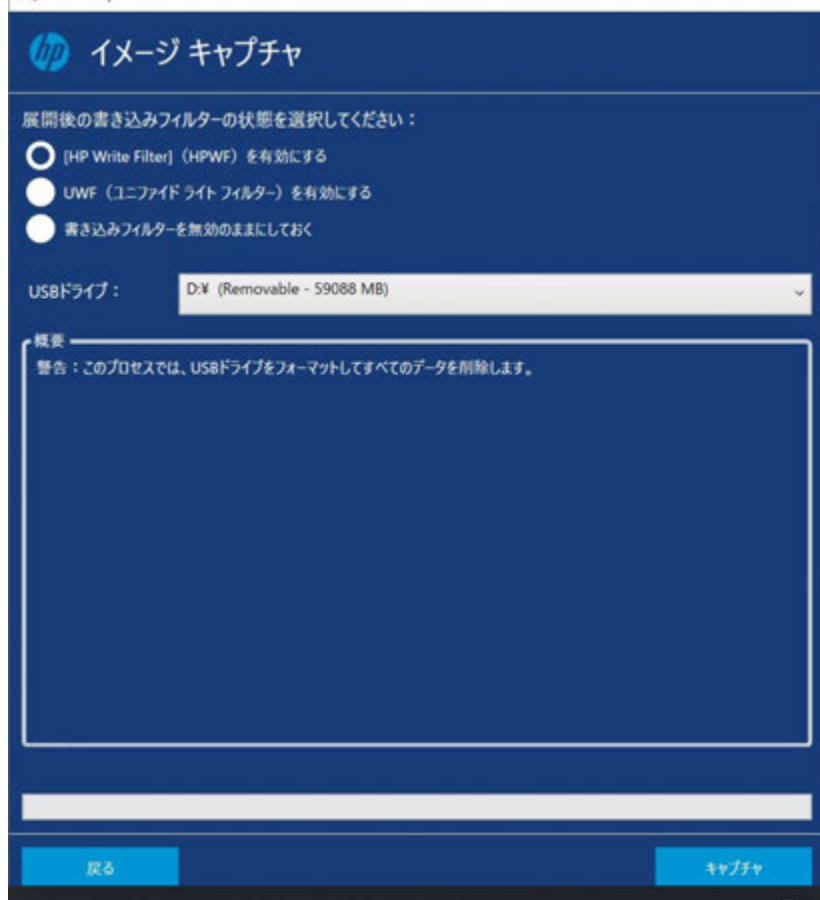 hp イメージ キャプチャ
展開後の書き込みフィルターの状態を選択してください：
[HP Write Filter]（HPWF）を有効にする
UWF（ユニファイド ライト フィルター）を有効にする
書き込みフィルターを無効のままにしておく
USBドライブ： D:¥ (Removable - 59088 MB)
概要
警告：このプロセスでは、USBドライブをフォーマットしてすべてのデータを削除します。
戻る キャプチャ